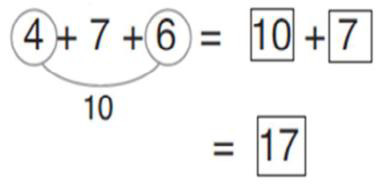 4 + 7 + 6 = 10 + 7
10
= 17